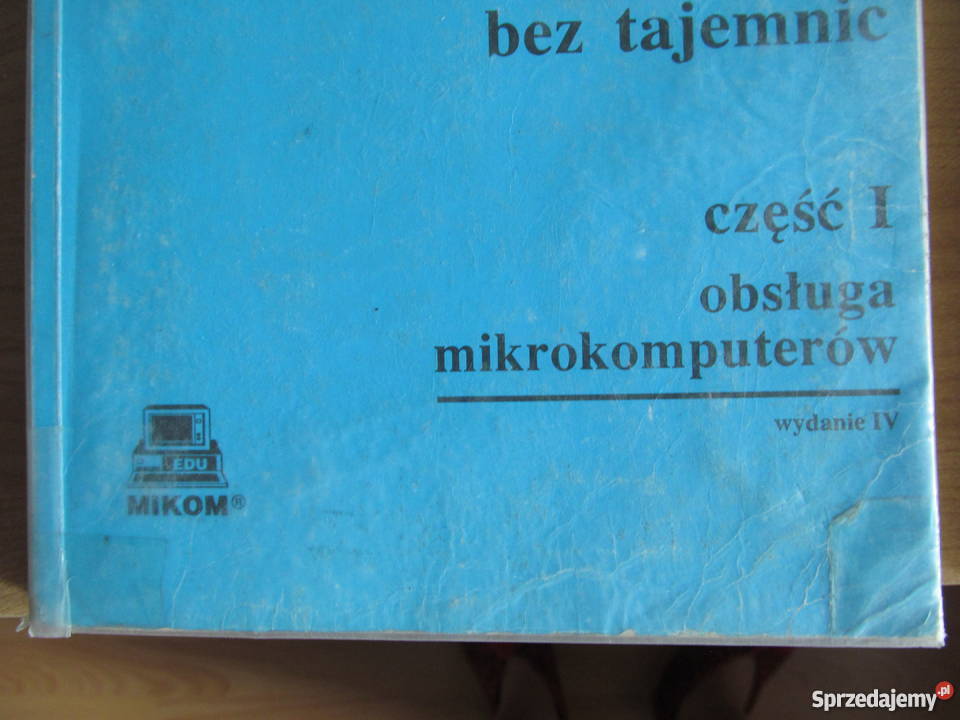 bez tajemnic
część I
obsługa
mikrokomputerów
wydanie IV
EDU
MIKOM®
Sprzedajemy.pl